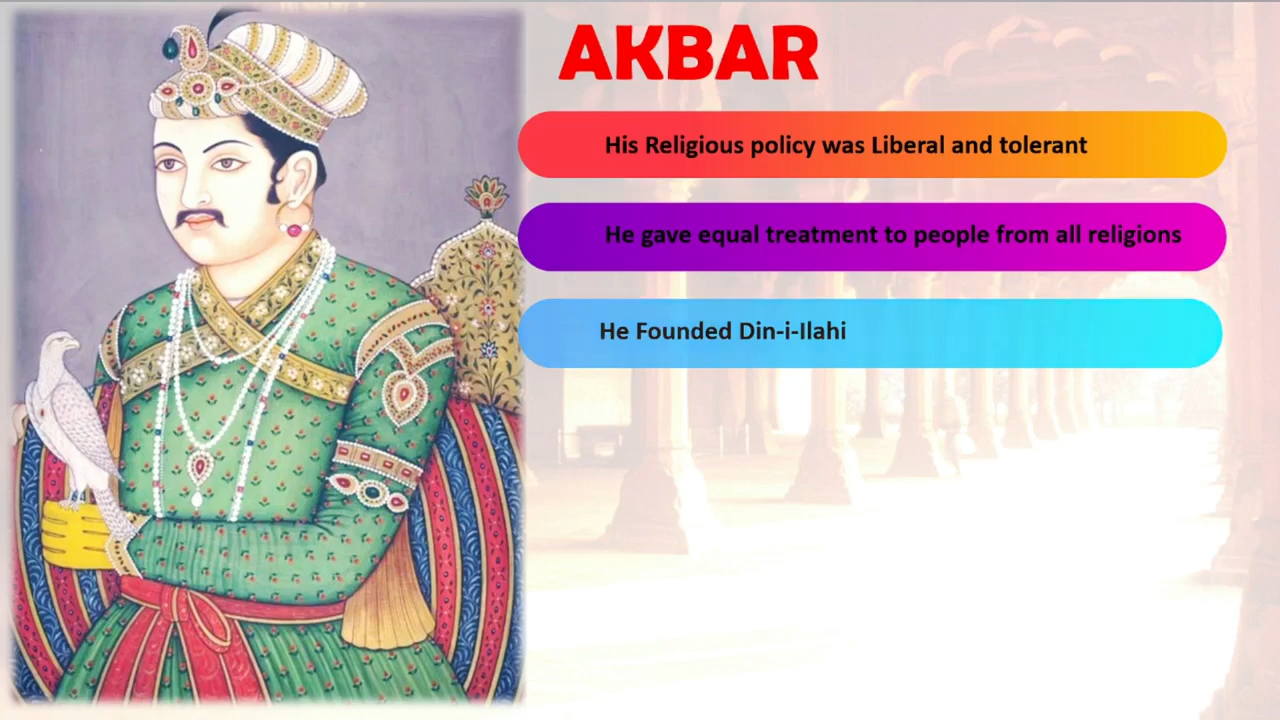 AKBAR
His Religious policy was Liberal and tolerant
He gave equal treatment to people from all religions
He Founded Din-i-Ilahi